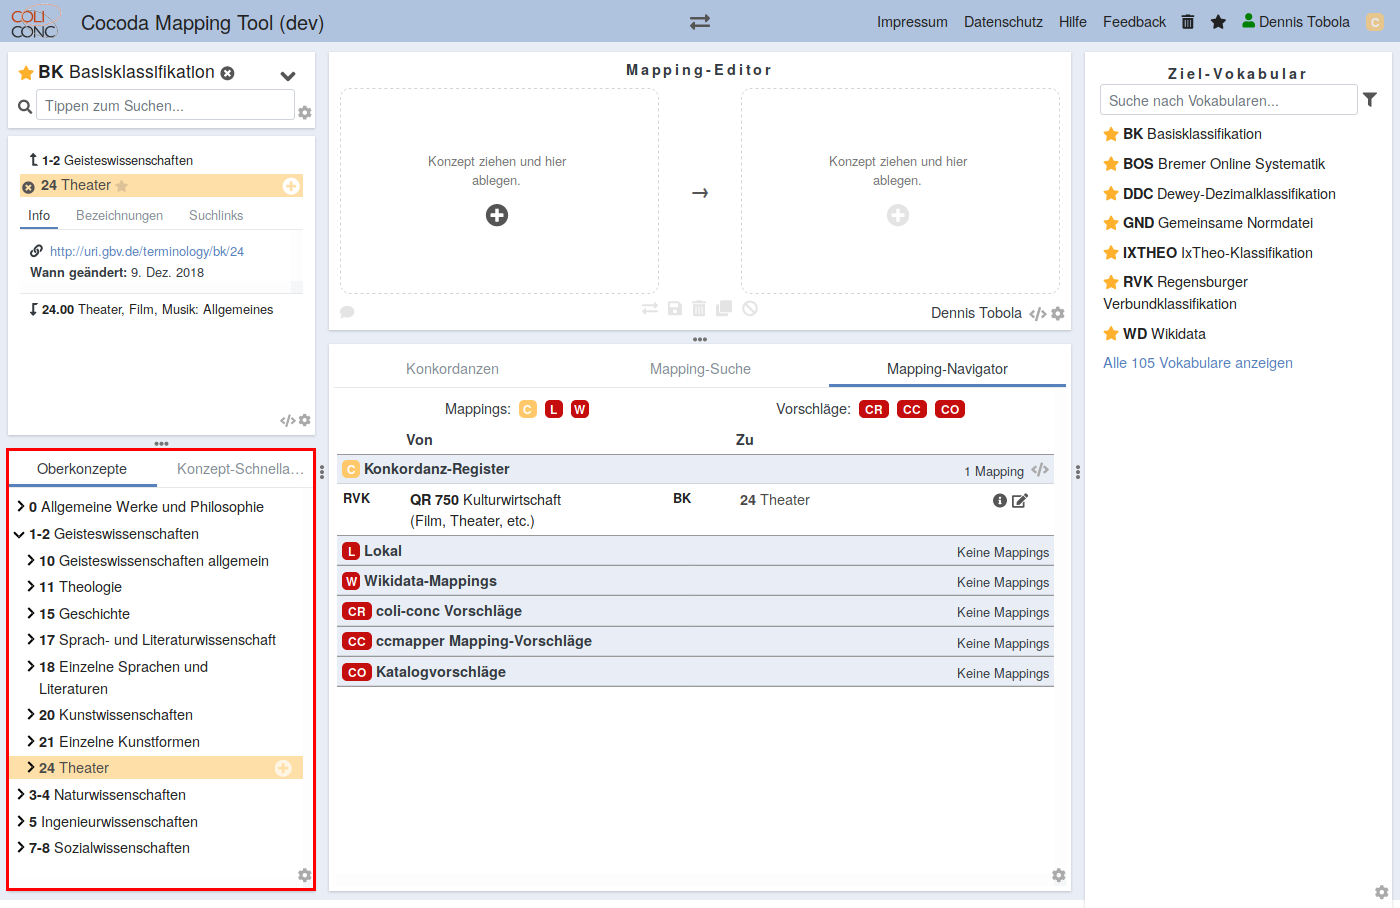 COLI CONC
Cocoda Mapping Tool (dev)
Impressum Datenschutz Hilfe Feedback Dennis Tobola C
BK Basisklassifikation
Tippen zum Suchen...
1-2 Geisteswissenschaften
24 Theater
Info Bezeichnungen Suchlinks
http://uri.gbv.de/terminology/bk/24
Wann geändert: 9. Dez. 2018
24.00 Theater, Film, Musik: Allgemeines
Oberkonzepte Konzept-Schnella…
0 Allgemeine Werke und Philosophie
1-2 Geisteswissenschaften
10 Geisteswissenschaften allgemein
11 Theologie
15 Geschichte
17 Sprach- und Literaturwissenschaft
18 Einzelne Sprachen und
Literaturen
20 Kunstwissenschaften
21 Einzelne Kunstformen
24 Theater
3-4 Naturwissenschaften
5 Ingenieurwissenschaften
7-8 Sozialwissenschaften
Mapping-Editor
Konzept ziehen und hier
ablegen.
→
Konzept ziehen und hier
ablegen.
Dennis Tobola </>
Konkordanzen Mapping-Suche Mapping-Navigator
Mappings: C L W Vorschläge: CR CC CO
Von Zu
C Konkordanz-Register 1 Mapping </>
RVK QR 750 Kulturwirtschaft BK 24 Theater
(Film, Theater, etc.)
L Lokal Keine Mappings
W Wikidata-Mappings Keine Mappings
CR coli-conc Vorschläge Keine Mappings
CC ccmapper Mapping-Vorschläge Keine Mappings
CO Katalogvorschläge Keine Mappings
Ziel-Vokabular
Suche nach Vokabularen...
BK Basisklassifikation
BOS Bremer Online Systematik
DDC Dewey-Dezimalklassifikation
GND Gemeinsame Normdatei
IXTHEO IxTheo-Klassifikation
RVK Regensburger
Verbundklassifikation
WD Wikidata
Alle 105 Vokabulare anzeigen